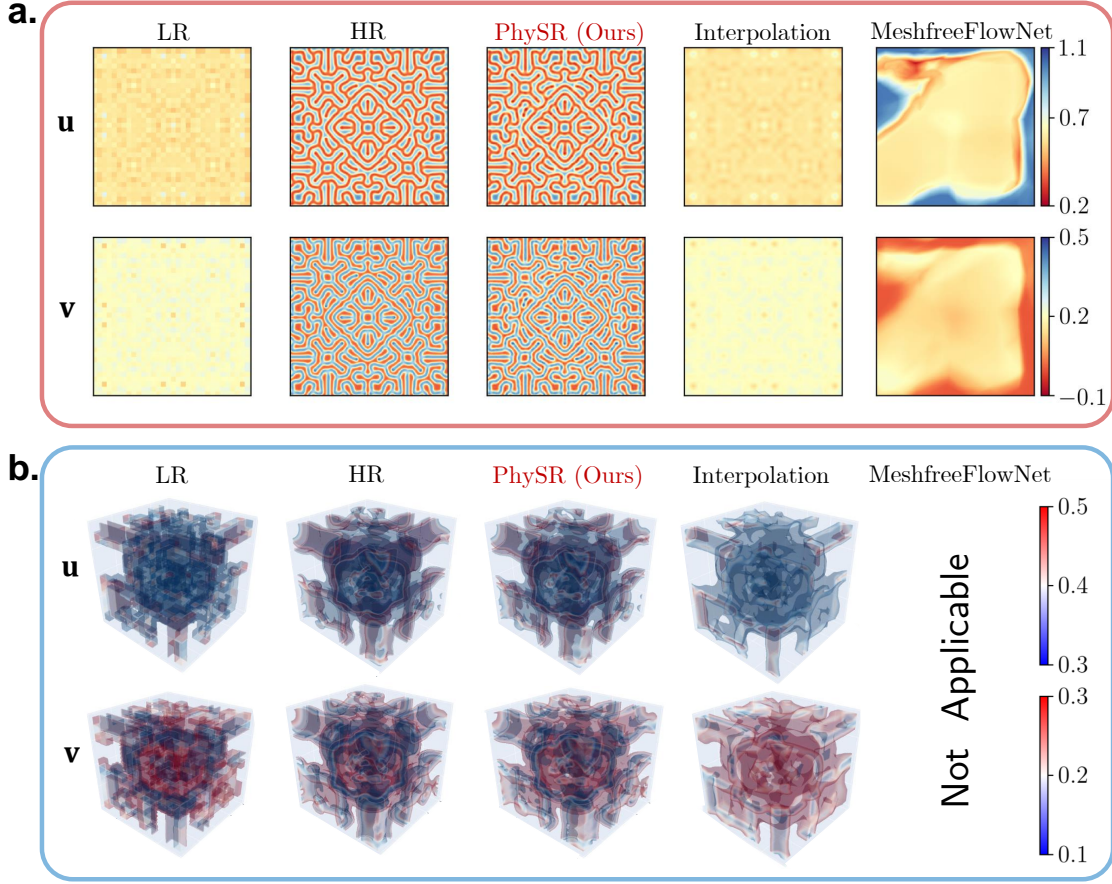 a.
LR HR PhySR (Ours) Interpolation MeshfreeFlowNet
u
1.1
0.7
0.2
v
0.5
0.2
−0.1
b.
LR HR PhySR (Ours) Interpolation MeshfreeFlowNet
u
0.5
0.4
0.3
v
0.3
0.2
0.1
Not Applicable